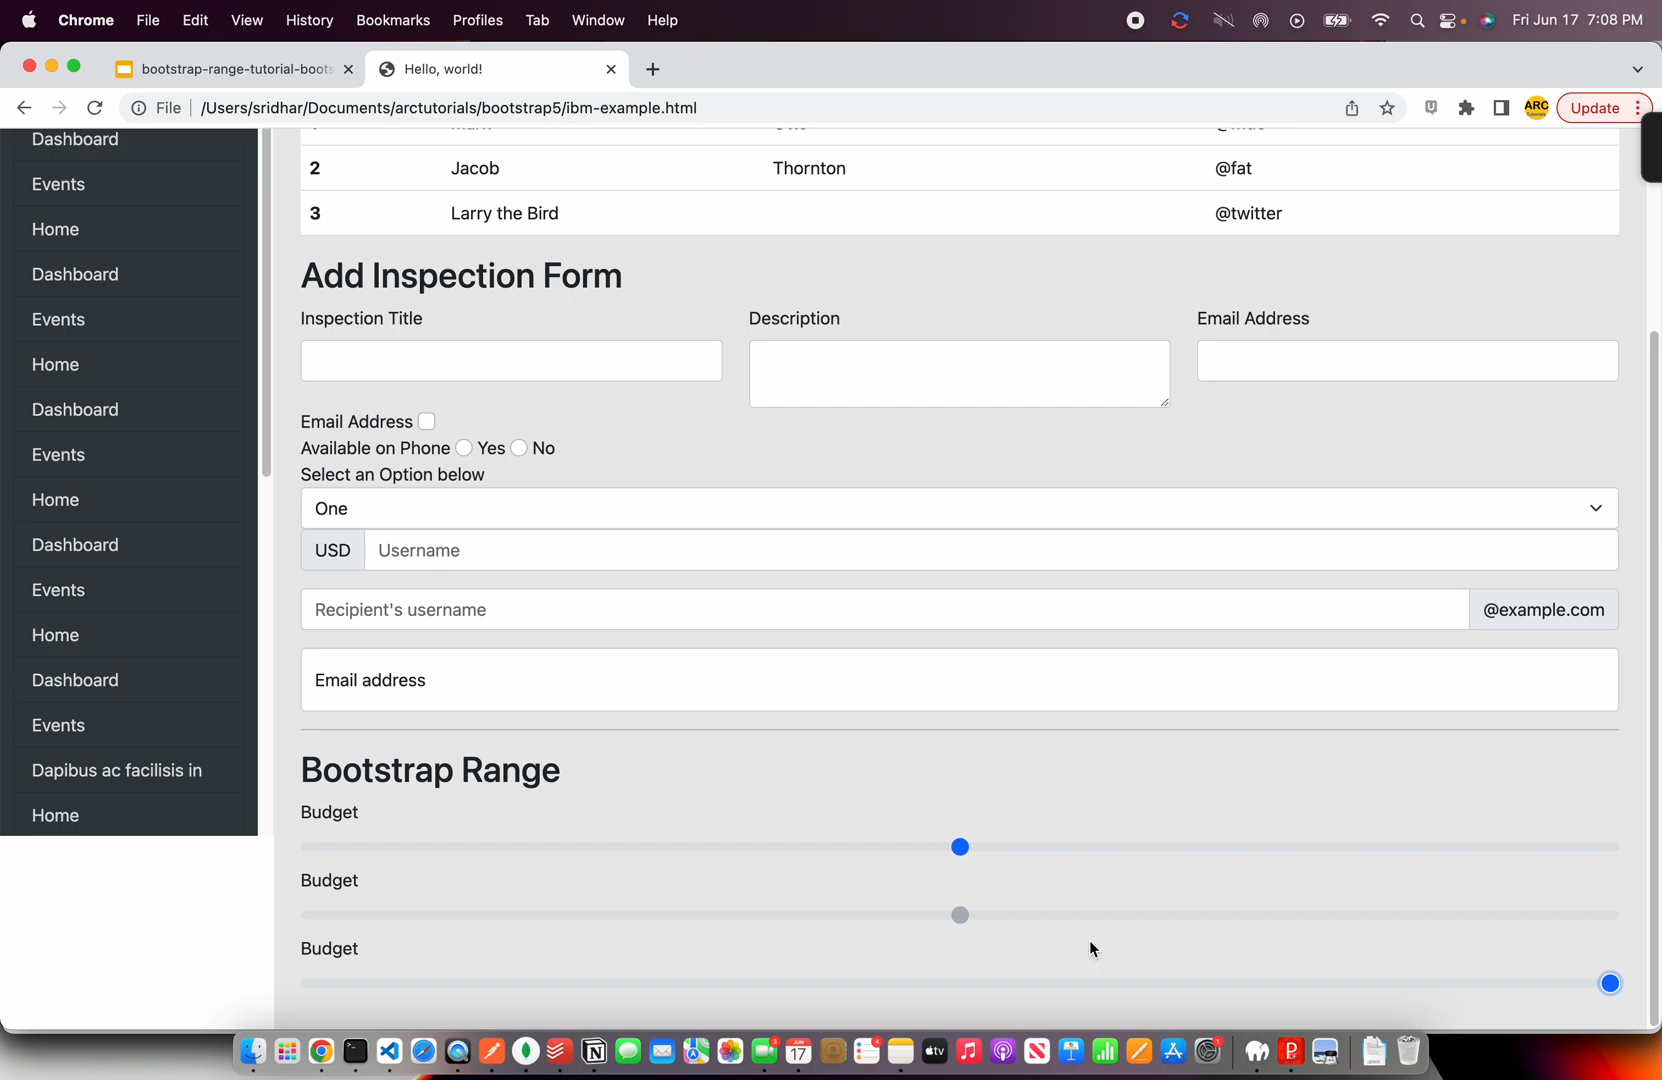 Chrome File Edit View History Bookmarks Profiles Tab Window Help Fri Jun 17 7:08 PM
bootstrap-range-tutorial-boots Hello, world!
File /Users/sridhar/Documents/arctutorials/bootstrap5/ibm-example.html ARC Update
Dashboard
Events
Home
Dashboard
Events
Home
Dashboard
Events
Home
Dashboard
Events
Home
Dashboard
Events
Dapibus ac facilisis in
Home
2 Jacob Thornton @fat
3 Larry the Bird @twitter
Add Inspection Form
Inspection Title Description Email Address
Email Address
Available on Phone Yes No
Select an Option below
One
USD Username
Recipient's username @example.com
Email address
Bootstrap Range
Budget
Budget
Budget